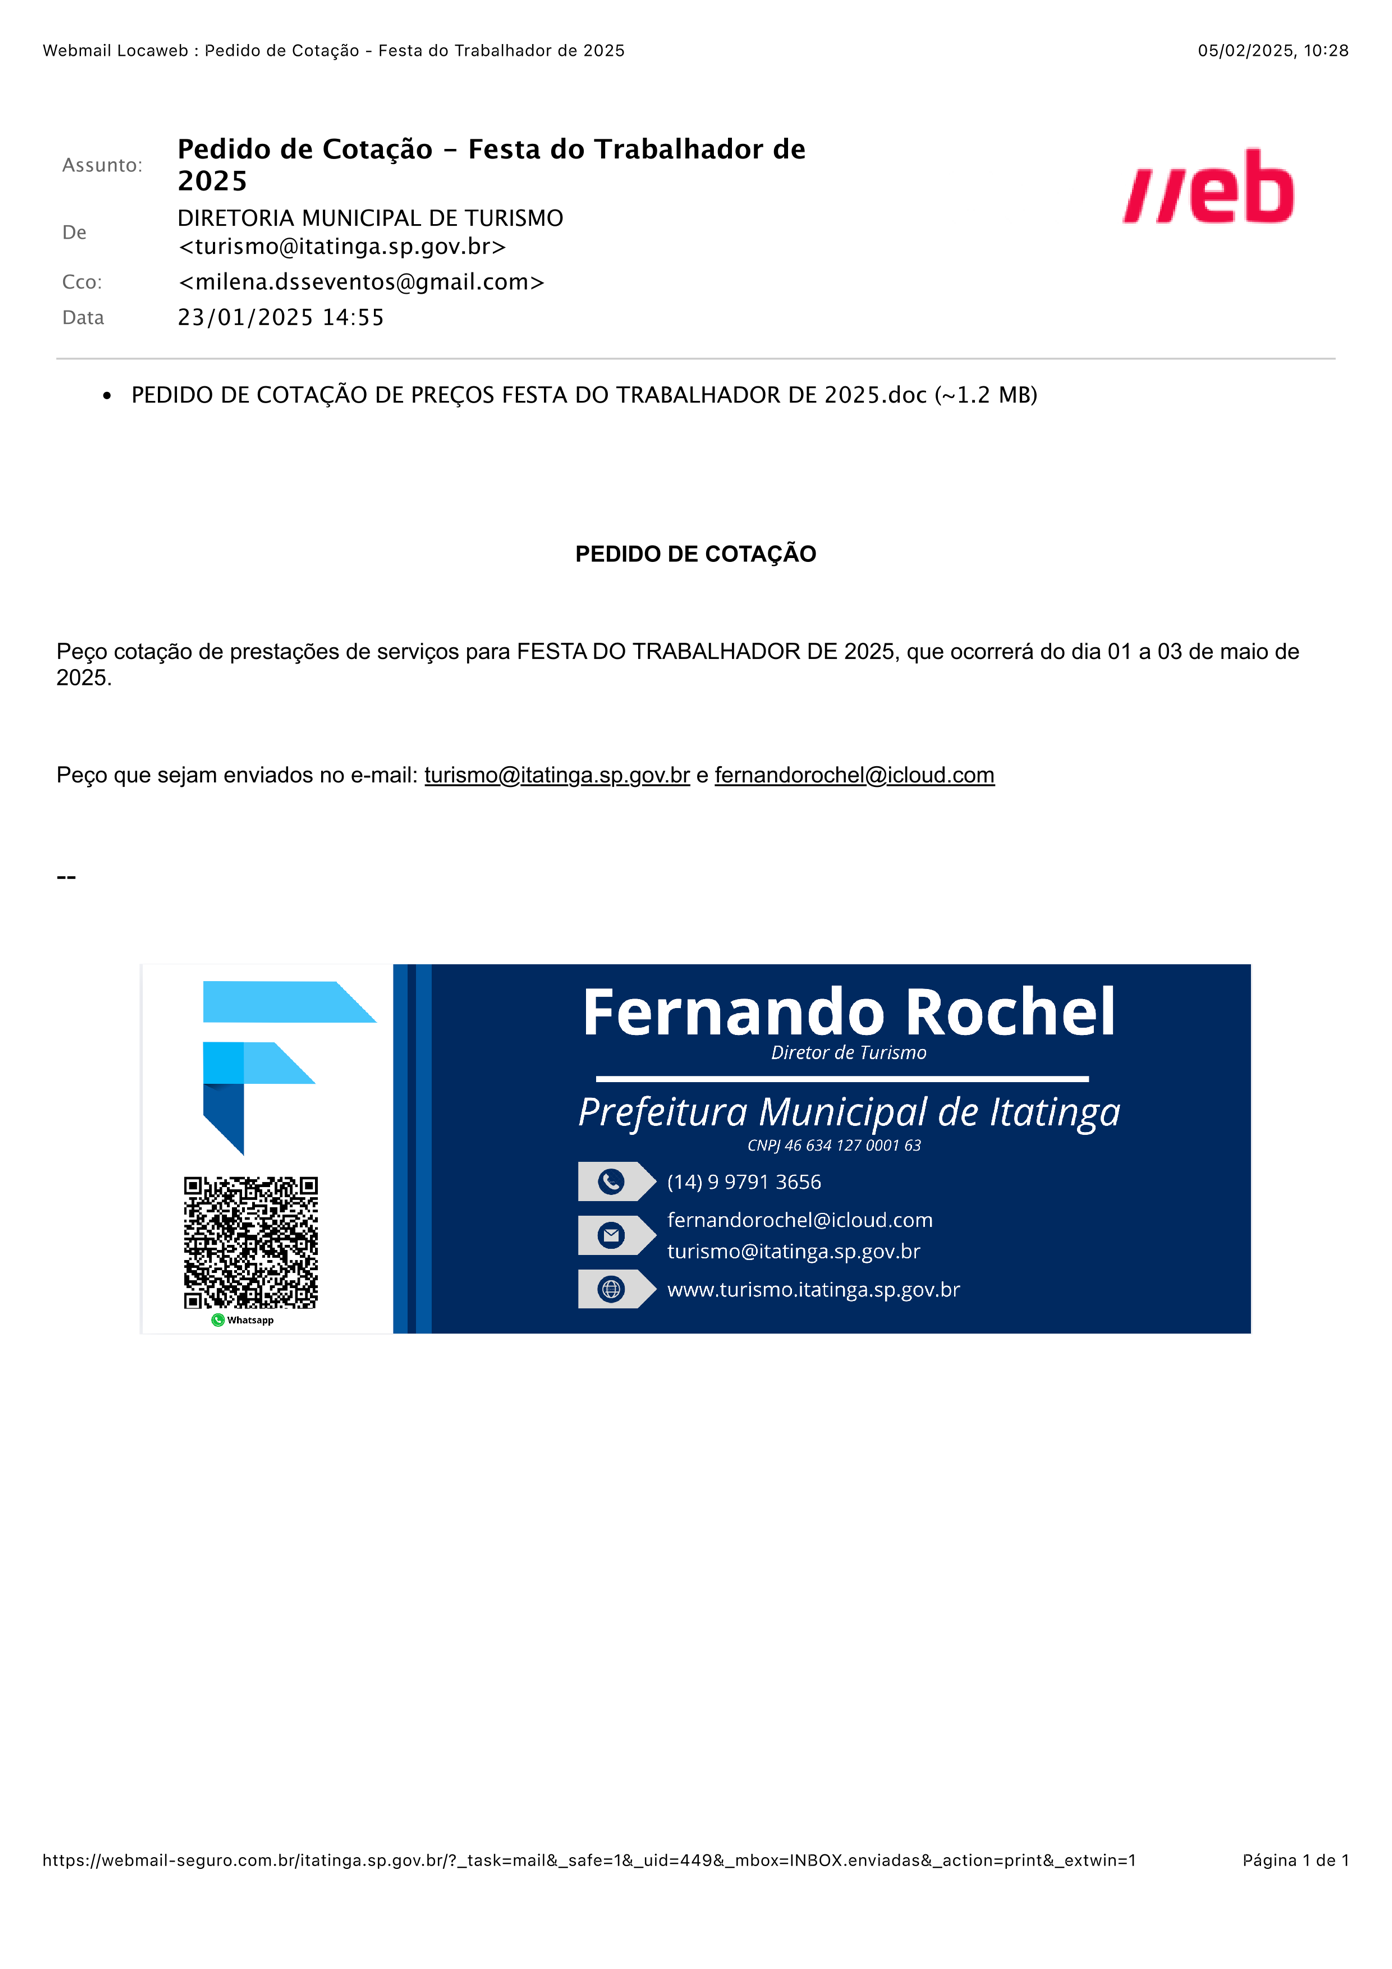 Webmail Locaweb : Pedido de Cotação - Festa do Trabalhador de 2025
05/02/2025, 10:28
Assunto:
Pedido de Cotação – Festa do Trabalhador de
2025
//eb
De
DIRETORIA MUNICIPAL DE TURISMO
<turismo@itatinga.sp.gov.br>
Cco:
<milena.dsseventos@gmail.com>
Data
23/01/2025 14:55
• PEDIDO DE COTAÇÃO DE PREÇOS FESTA DO TRABALHADOR DE 2025.doc (~1.2 MB)
PEDIDO DE COTAÇÃO
Peço cotação de prestações de serviços para FESTA DO TRABALHADOR DE 2025, que ocorrerá do dia 01 a 03 de maio de
2025.
Peço que sejam enviados no e-mail: turismo@itatinga.sp.gov.br e fernandorochel@icloud.com
--
Fernando Rochel
Diretor de Turismo
Prefeitura Municipal de Itatinga
CNPJ 46 634 127 0001 63
(14) 9 9791 3656
fernandorochel@icloud.com
turismo@itatinga.sp.gov.br
www.turismo.itatinga.sp.gov.br
Whatsapp
https://webmail-seguro.com.br/itatinga.sp.gov.br/?_task=mail&_safe=1&_uid=449&_mbox=INBOX.enviadas&_action=print&_extwin=1
Página 1 de 1